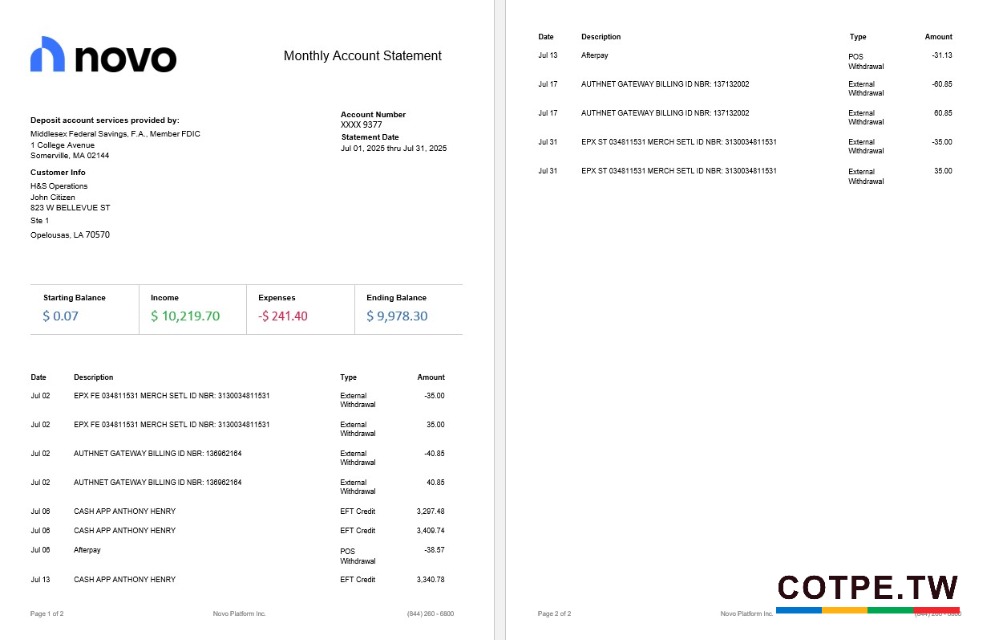 novo
Monthly Account Statement
Deposit account services provided by:
Middlesex Federal Savings, F.A., Member FDIC
1 College Avenue
Somerville, MA 02144
Account Number
XXXX 9377
Statement Date
Jul 01, 2025 thru Jul 31, 2025
Customer Info
H&S Operations
John Citizen
823 W BELLEVUE ST
Ste 1
Opelousas, LA 70570
Starting Balance Income Expenses Ending Balance
$ 0.07 $ 10,219.70 -$ 241.40 $ 9,978.30
Date Description Type Amount
Jul 02 EPX FE 034811531 MERCH SETL ID NBR: 3130034811531 External Withdrawal -35.00
Jul 02 EPX FE 034811531 MERCH SETL ID NBR: 3130034811531 External Withdrawal 35.00
Jul 02 AUTHNET GATEWAY BILLING ID NBR: 136962164 External Withdrawal -40.85
Jul 02 AUTHNET GATEWAY BILLING ID NBR: 136962164 External Withdrawal 40.85
Jul 06 CASH APP ANTHONY HENRY EFT Credit 3,297.48
Jul 06 CASH APP ANTHONY HENRY EFT Credit 3,409.74
Jul 06 Afterpay POS Withdrawal -38.57
Jul 13 CASH APP ANTHONY HENRY EFT Credit 3,340.78
Page 1 of 2 Novo Platform Inc. (844) 260-6800
Date Description Type Amount
Jul 13 Afterpay POS Withdrawal -31.13
Jul 17 AUTHNET GATEWAY BILLING ID NBR: 137132002 External Withdrawal -60.85
Jul 17 AUTHNET GATEWAY BILLING ID NBR: 137132002 External Withdrawal 60.85
Jul 31 EPX ST 034811531 MERCH SETL ID NBR: 3130034811531 External Withdrawal -35.00
Jul 31 EPX ST 034811531 MERCH SETL ID NBR: 3130034811531 External Withdrawal 35.00
COTPE.TW
Page 2 of 2 Novo Platform Inc.